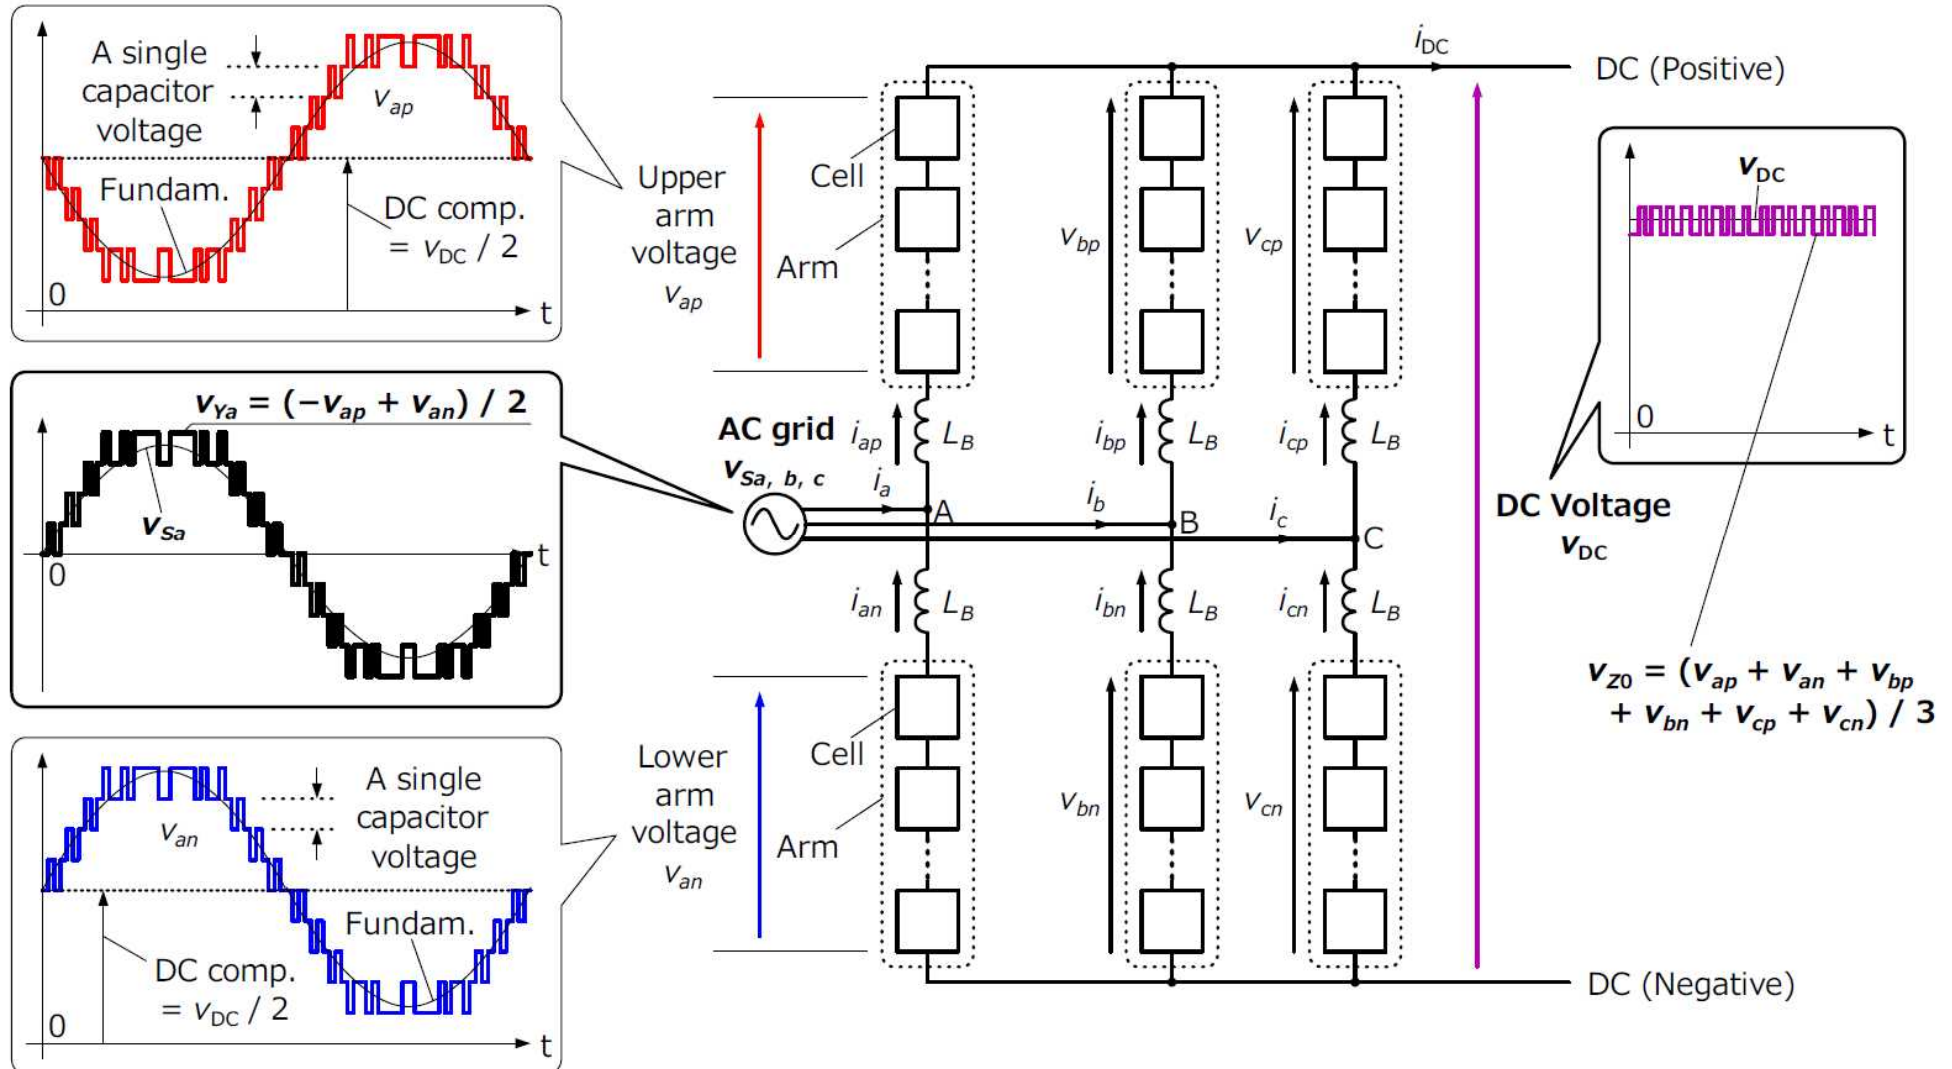 A single
capacitor
voltage
v_ap
Fundam.
DC comp.
= v_DC / 2
0
t
v_Ya = (−v_ap + v_an) / 2
v_Sa
0
t
A single
capacitor
voltage
v_an
Fundam.
DC comp.
= v_DC / 2
0
t
Upper
arm
voltage
v_ap
Cell
Arm
v_bp
v_cp
i_DC
DC (Positive)
AC grid
v_Sa, b, c
i_ap
L_B
i_bp
L_B
i_cp
L_B
i_a
A
i_b
B
i_c
C
i_an
L_B
i_bn
L_B
i_cn
L_B
Lower
arm
voltage
v_an
Cell
Arm
v_bn
v_cn
DC (Negative)
v_DC
0
t
DC Voltage
v_DC
v_Z0 = (v_ap + v_an + v_bp
+ v_bn + v_cp + v_cn) / 3